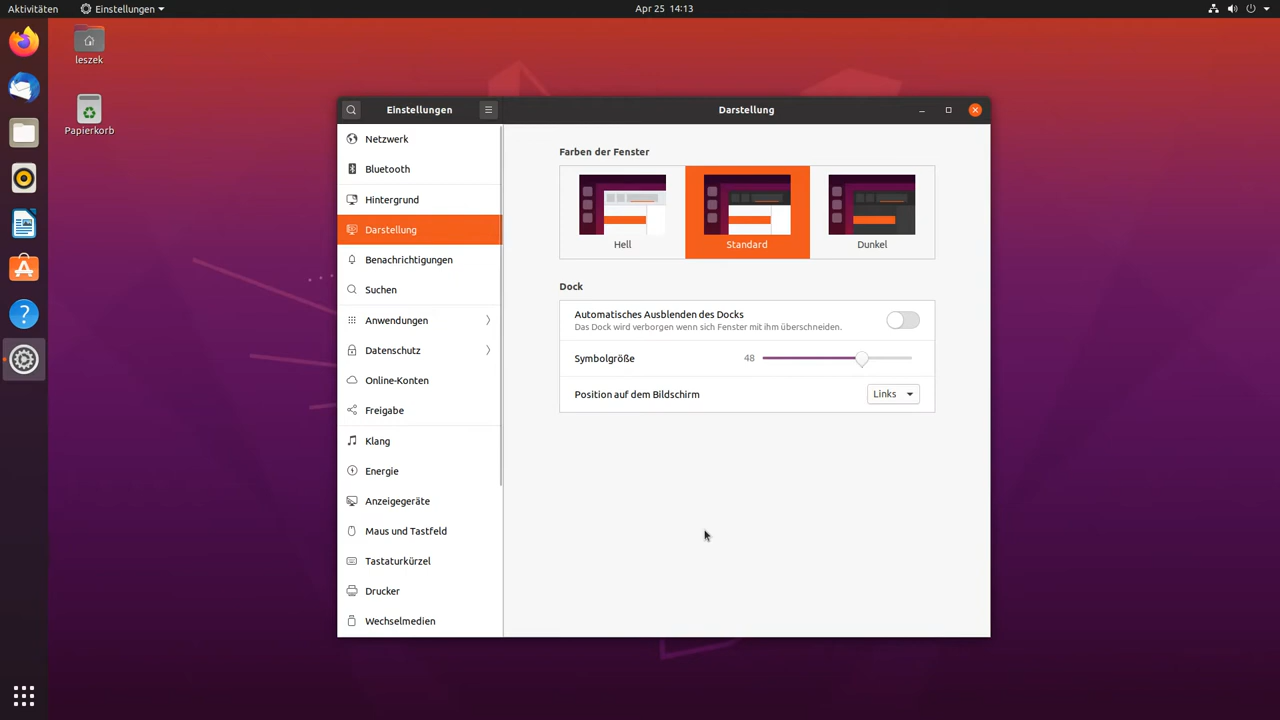 Aktivitäten
Einstellungen
Apr 25 14:13
leszek
Papierkorb
Einstellungen
Darstellung
Netzwerk
Bluetooth
Hintergrund
Darstellung
Benachrichtigungen
Suchen
Anwendungen
Datenschutz
Online-Konten
Freigabe
Klang
Energie
Anzeigegeräte
Maus und Tastfeld
Tastaturkürzel
Drucker
Wechselmedien
Farben der Fenster
Hell
Standard
Dunkel
Dock
Automatisches Ausblenden des Docks
Das Dock wird verborgen wenn sich Fenster mit ihm überschneiden.
Symbolgröße 48
Position auf dem Bildschirm Links